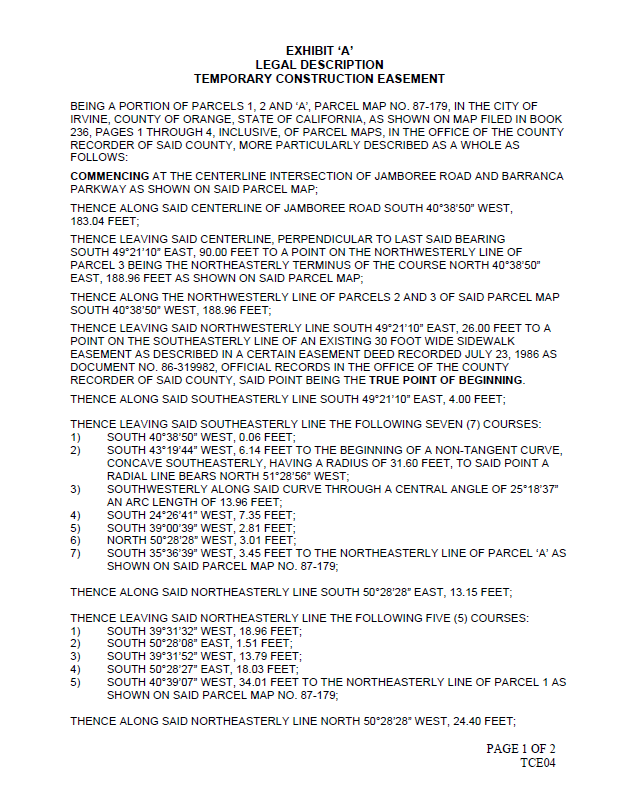 EXHIBIT ‘A’
LEGAL DESCRIPTION
TEMPORARY CONSTRUCTION EASEMENT
BEING A PORTION OF PARCELS 1, 2 AND ‘A’, PARCEL MAP NO. 87-179, IN THE CITY OF
IRVINE, COUNTY OF ORANGE, STATE OF CALIFORNIA, AS SHOWN ON MAP FILED IN BOOK
236, PAGES 1 THROUGH 4, INCLUSIVE, OF PARCEL MAPS, IN THE OFFICE OF THE COUNTY
RECORDER OF SAID COUNTY, MORE PARTICULARLY DESCRIBED AS A WHOLE AS
FOLLOWS:
COMMENCING AT THE CENTERLINE INTERSECTION OF JAMBOREE ROAD AND BARRANCA
PARKWAY AS SHOWN ON SAID PARCEL MAP;
THENCE ALONG SAID CENTERLINE OF JAMBOREE ROAD SOUTH 40°38’50” WEST,
183.04 FEET;
THENCE LEAVING SAID CENTERLINE, PERPENDICULAR TO LAST SAID BEARING
SOUTH 49°21’10” EAST, 90.00 FEET TO A POINT ON THE NORTHWESTERLY LINE OF
PARCEL 3 BEING THE NORTHEASTERLY TERMINUS OF THE COURSE NORTH 40°38’50”
EAST, 188.96 FEET AS SHOWN ON SAID PARCEL MAP;
THENCE ALONG THE NORTHWESTERLY LINE OF PARCELS 2 AND 3 OF SAID PARCEL MAP
SOUTH 40°38’50” WEST, 188.96 FEET;
THENCE LEAVING SAID NORTHWESTERLY LINE SOUTH 49°21’10” EAST, 26.00 FEET TO A
POINT ON THE SOUTHEASTERLY LINE OF AN EXISTING 30 FOOT WIDE SIDEWALK
EASEMENT AS DESCRIBED IN A CERTAIN EASEMENT DEED RECORDED JULY 23, 1986 AS
DOCUMENT NO. 86-319982, OFFICIAL RECORDS IN THE OFFICE OF THE COUNTY
RECORDER OF SAID COUNTY, SAID POINT BEING THE TRUE POINT OF BEGINNING.
THENCE ALONG SAID SOUTHEASTERLY LINE SOUTH 49°21’10” EAST, 4.00 FEET;
THENCE LEAVING SAID SOUTHEASTERLY LINE THE FOLLOWING SEVEN (7) COURSES:
1) SOUTH 40°38’50” WEST, 0.06 FEET;
2) SOUTH 43°19’44” WEST, 6.14 FEET TO THE BEGINNING OF A NON-TANGENT CURVE,
CONCAVE SOUTHEASTERLY, HAVING A RADIUS OF 31.60 FEET, TO SAID POINT A
RADIAL LINE BEARS NORTH 51°28’56” WEST;
3) SOUTHWESTERLY ALONG SAID CURVE THROUGH A CENTRAL ANGLE OF 25°18’37”
AN ARC LENGTH OF 13.96 FEET;
4) SOUTH 24°26’41” WEST, 7.35 FEET;
5) SOUTH 39°00’39” WEST, 2.81 FEET;
6) NORTH 50°28’28” WEST, 3.01 FEET;
7) SOUTH 35°36’39” WEST, 3.45 FEET TO THE NORTHEASTERLY LINE OF PARCEL ‘A’ AS
SHOWN ON SAID PARCEL MAP NO. 87-179;
THENCE ALONG SAID NORTHEASTERLY LINE SOUTH 50°28’28” EAST, 13.15 FEET;
THENCE LEAVING SAID NORTHEASTERLY LINE THE FOLLOWING FIVE (5) COURSES:
1) SOUTH 39°31’32” WEST, 18.96 FEET;
2) SOUTH 50°28’08” EAST, 1.51 FEET;
3) SOUTH 39°31’52” WEST, 13.79 FEET;
4) SOUTH 50°28’27” EAST, 18.03 FEET;
5) SOUTH 40°39’07” WEST, 34.01 FEET TO THE NORTHEASTERLY LINE OF PARCEL 1 AS
SHOWN ON SAID PARCEL MAP NO. 87-179;
THENCE ALONG SAID NORTHEASTERLY LINE NORTH 50°28’28” WEST, 24.40 FEET;
PAGE 1 OF 2
TCE04